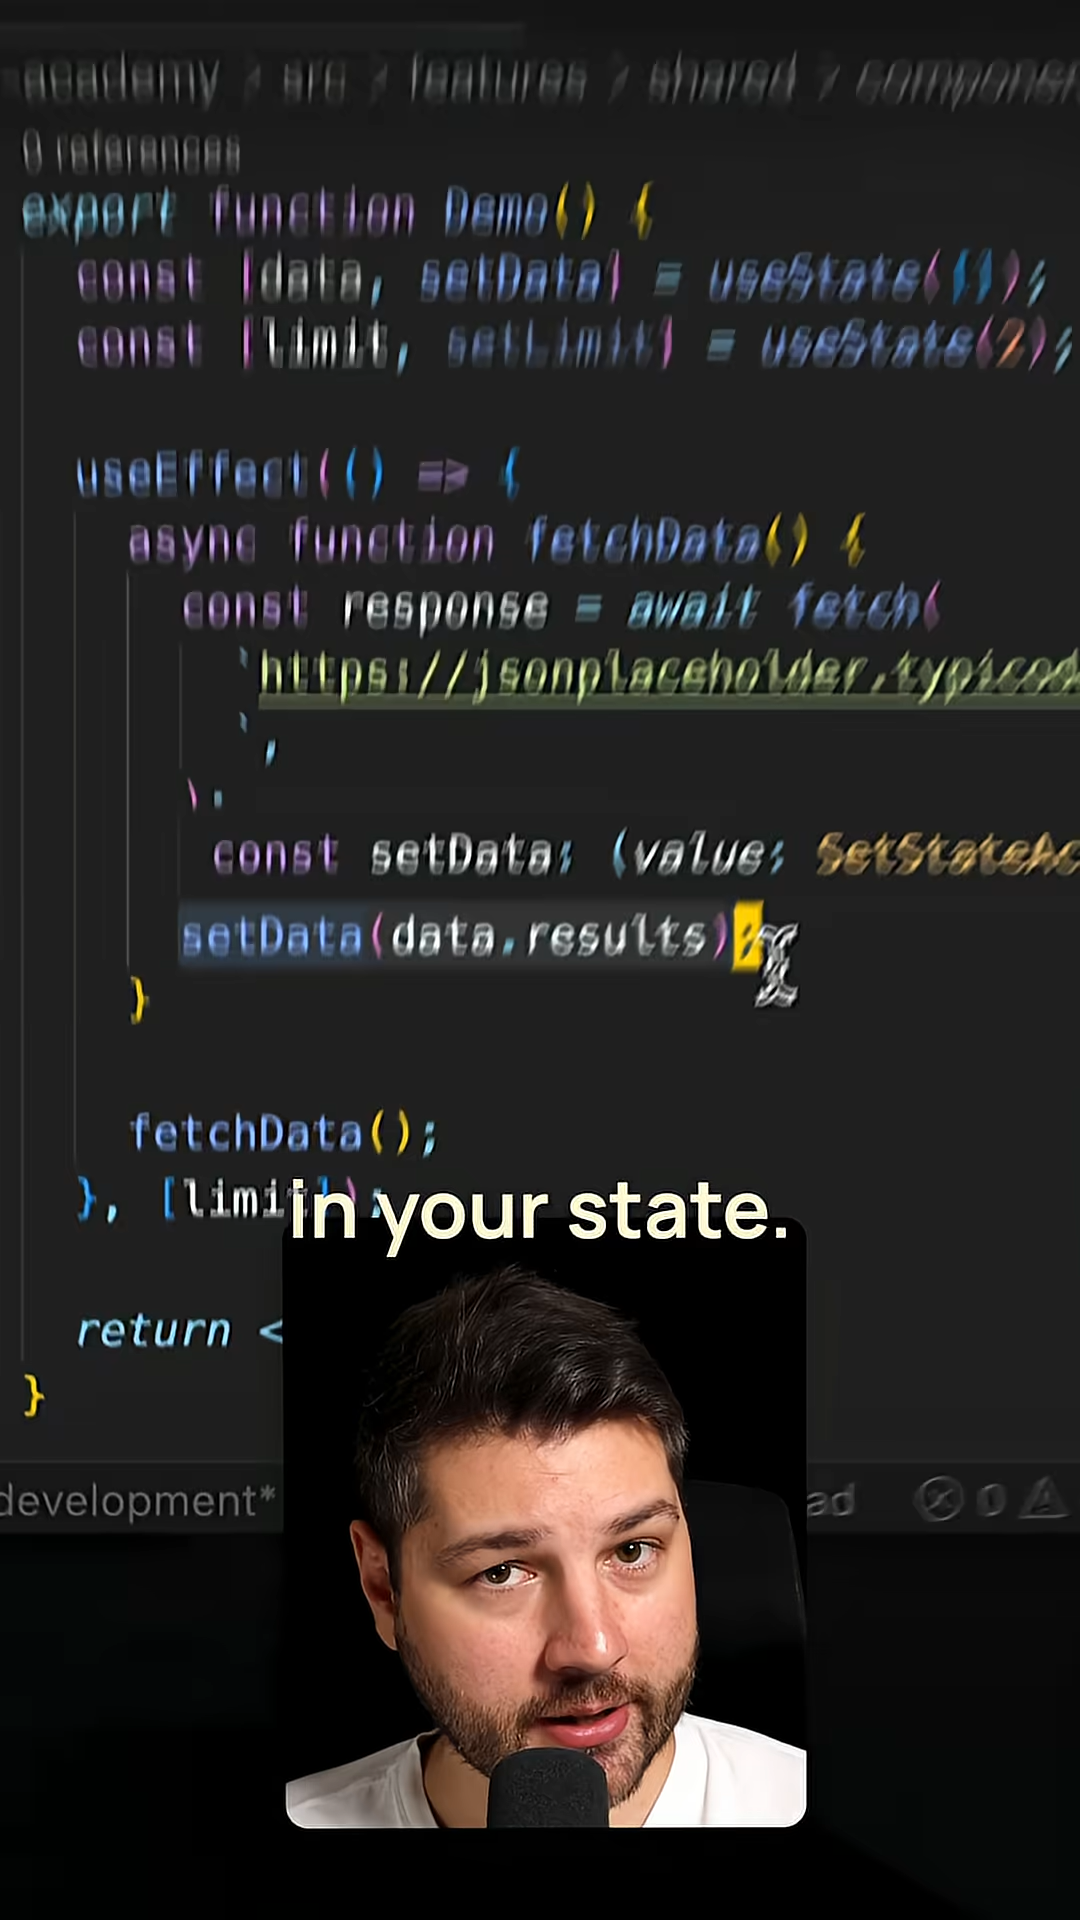 academy > src > features > shared > componen
0 references
export function Demo() {
const [data, setData] = useState({});
const [limit, setLimit] = useState(2);
useEffect(() => {
async function fetchData() {
const response = await fetch(
`https://jsonplaceholder.typicod
`
,
);
const setData: (value: SetStateAc
setData(data.results);
}
fetchData();
}, [limit]);
In your state.
return <
}
development*
ad
0